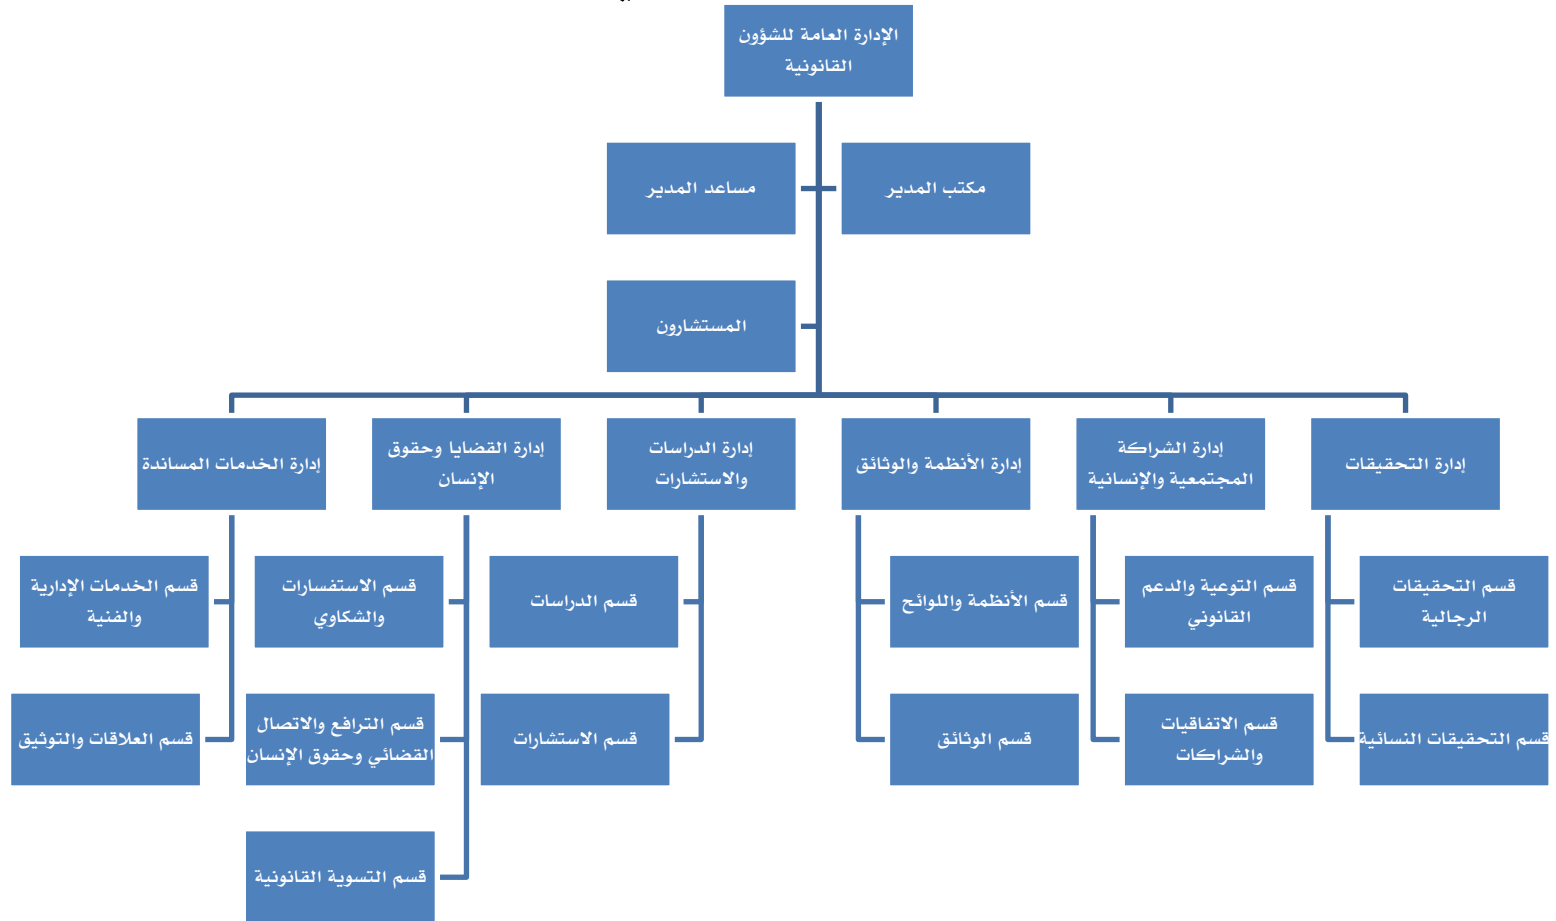 الإدارة العامة للشؤون
القانونية
مكتب المدير
مساعد المدير
المستشارون
إدارة التحقيقات
إدارة الشراكة
المجتمعية والإنسانية
إدارة الأنظمة والوثائق
إدارة الدراسات
والاستشارات
إدارة القضايا وحقوق
الإنسان
إدارة الخدمات المساندة
قسم التحقيقات
الرجالية
قسم التوعية والدعم
القانوني
قسم الأنظمة واللوائح
قسم الدراسات
قسم الاستفسارات
والشكاوي
قسم الخدمات الإدارية
والفنية
قسم التحقيقات النسائية
قسم الاتفاقيات
والشراكات
قسم الوثائق
قسم الاستشارات
قسم الترافع والاتصال
القضائي وحقوق الإنسان
قسم العلاقات والتوثيق
قسم التسوية القانونية